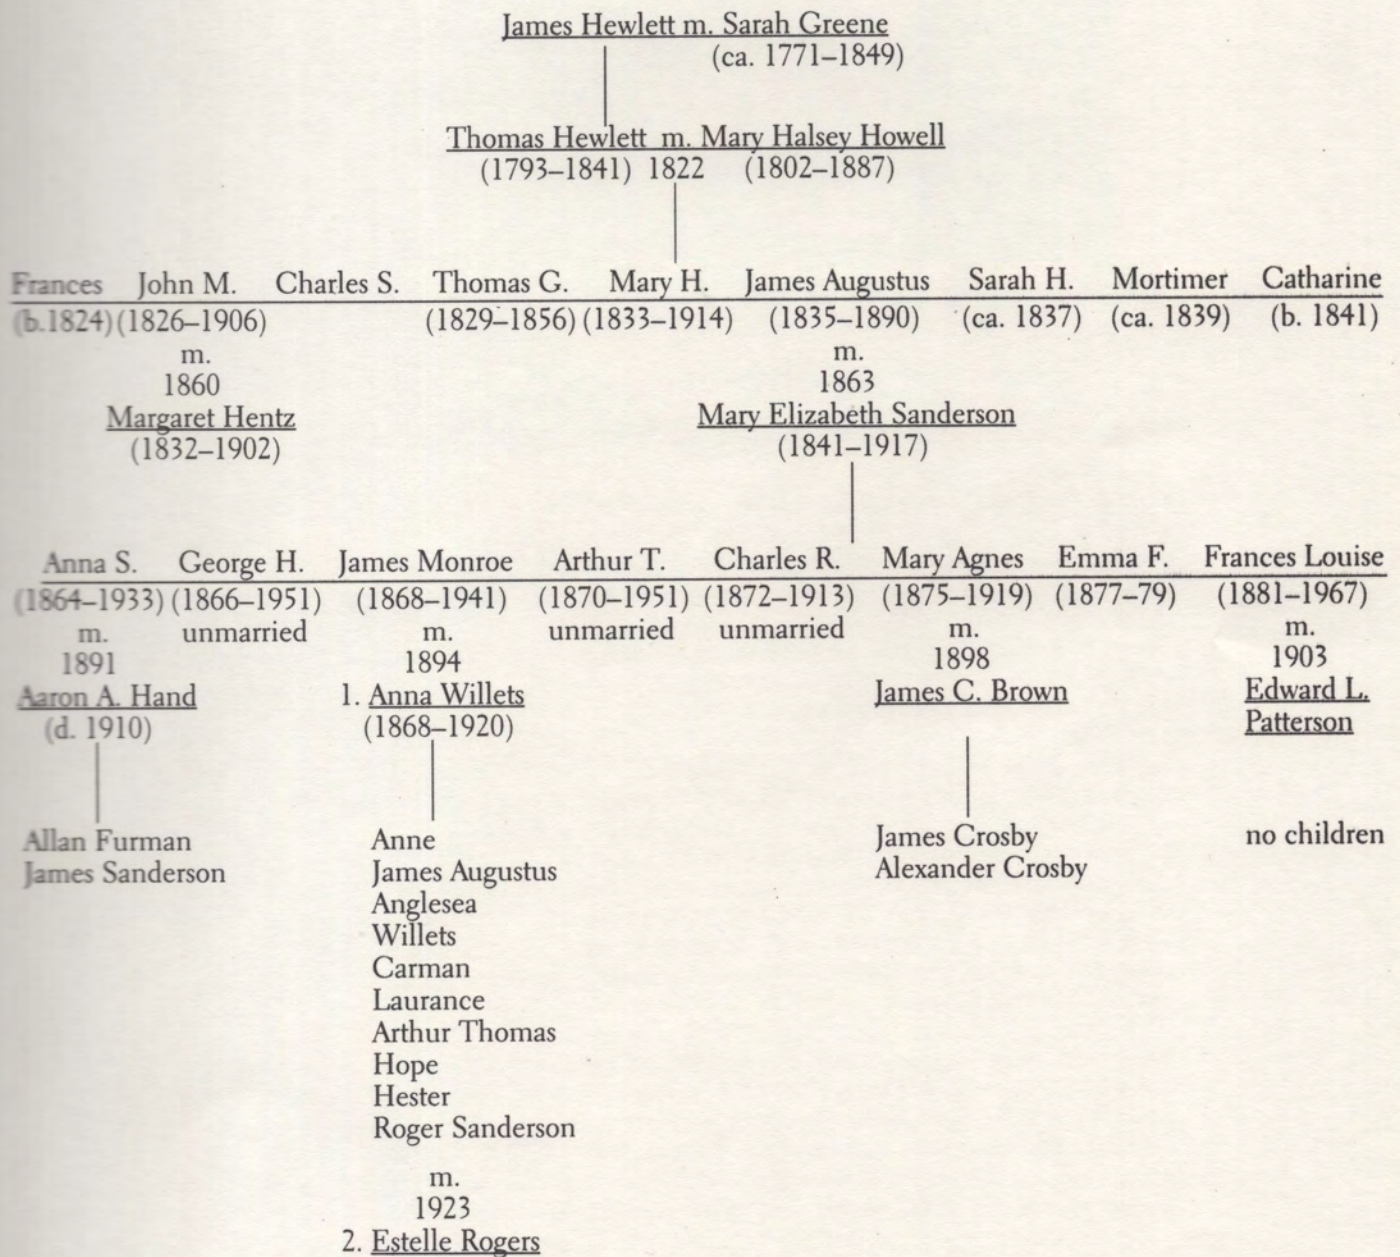 James Hewlett m. Sarah Greene
(ca. 1771–1849)
Thomas Hewlett m. Mary Halsey Howell
(1793–1841) 1822 (1802–1887)
Frances John M. Charles S. Thomas G. Mary H. James Augustus Sarah H. Mortimer Catharine
(b.1824) (1826–1906) (1829–1856) (1833–1914) (1835–1890) (ca. 1837) (ca. 1839) (b. 1841)
m. m.
1860 1863
Margaret Hentz Mary Elizabeth Sanderson
(1832–1902) (1841–1917)
Anna S. George H. James Monroe Arthur T. Charles R. Mary Agnes Emma F. Frances Louise
(1864–1933) (1866–1951) (1868–1941) (1870–1951) (1872–1913) (1875–1919) (1877–79) (1881–1967)
m. unmarried m. unmarried unmarried m. m.
1891 1894 1898 1903
Aaron A. Hand 1. Anna Willets James C. Brown Edward L.
(d. 1910) (1868–1920) Patterson
Allan Furman Anne James Crosby no children
James Sanderson James Augustus Alexander Crosby
Anglesea
Willets
Carman
Laurance
Arthur Thomas
Hope
Hester
Roger Sanderson
m.
1923
2. Estelle Rogers